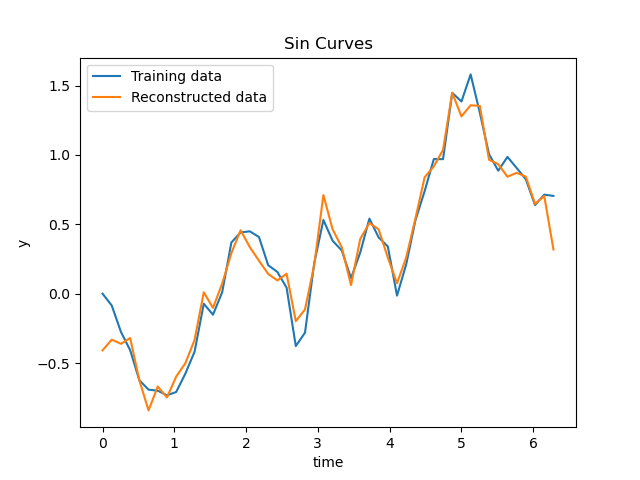 Sin Curves
Training data
Reconstructed data
1.5
1.0
0.5
0.0
−0.5
y
0 1 2 3 4 5 6
time